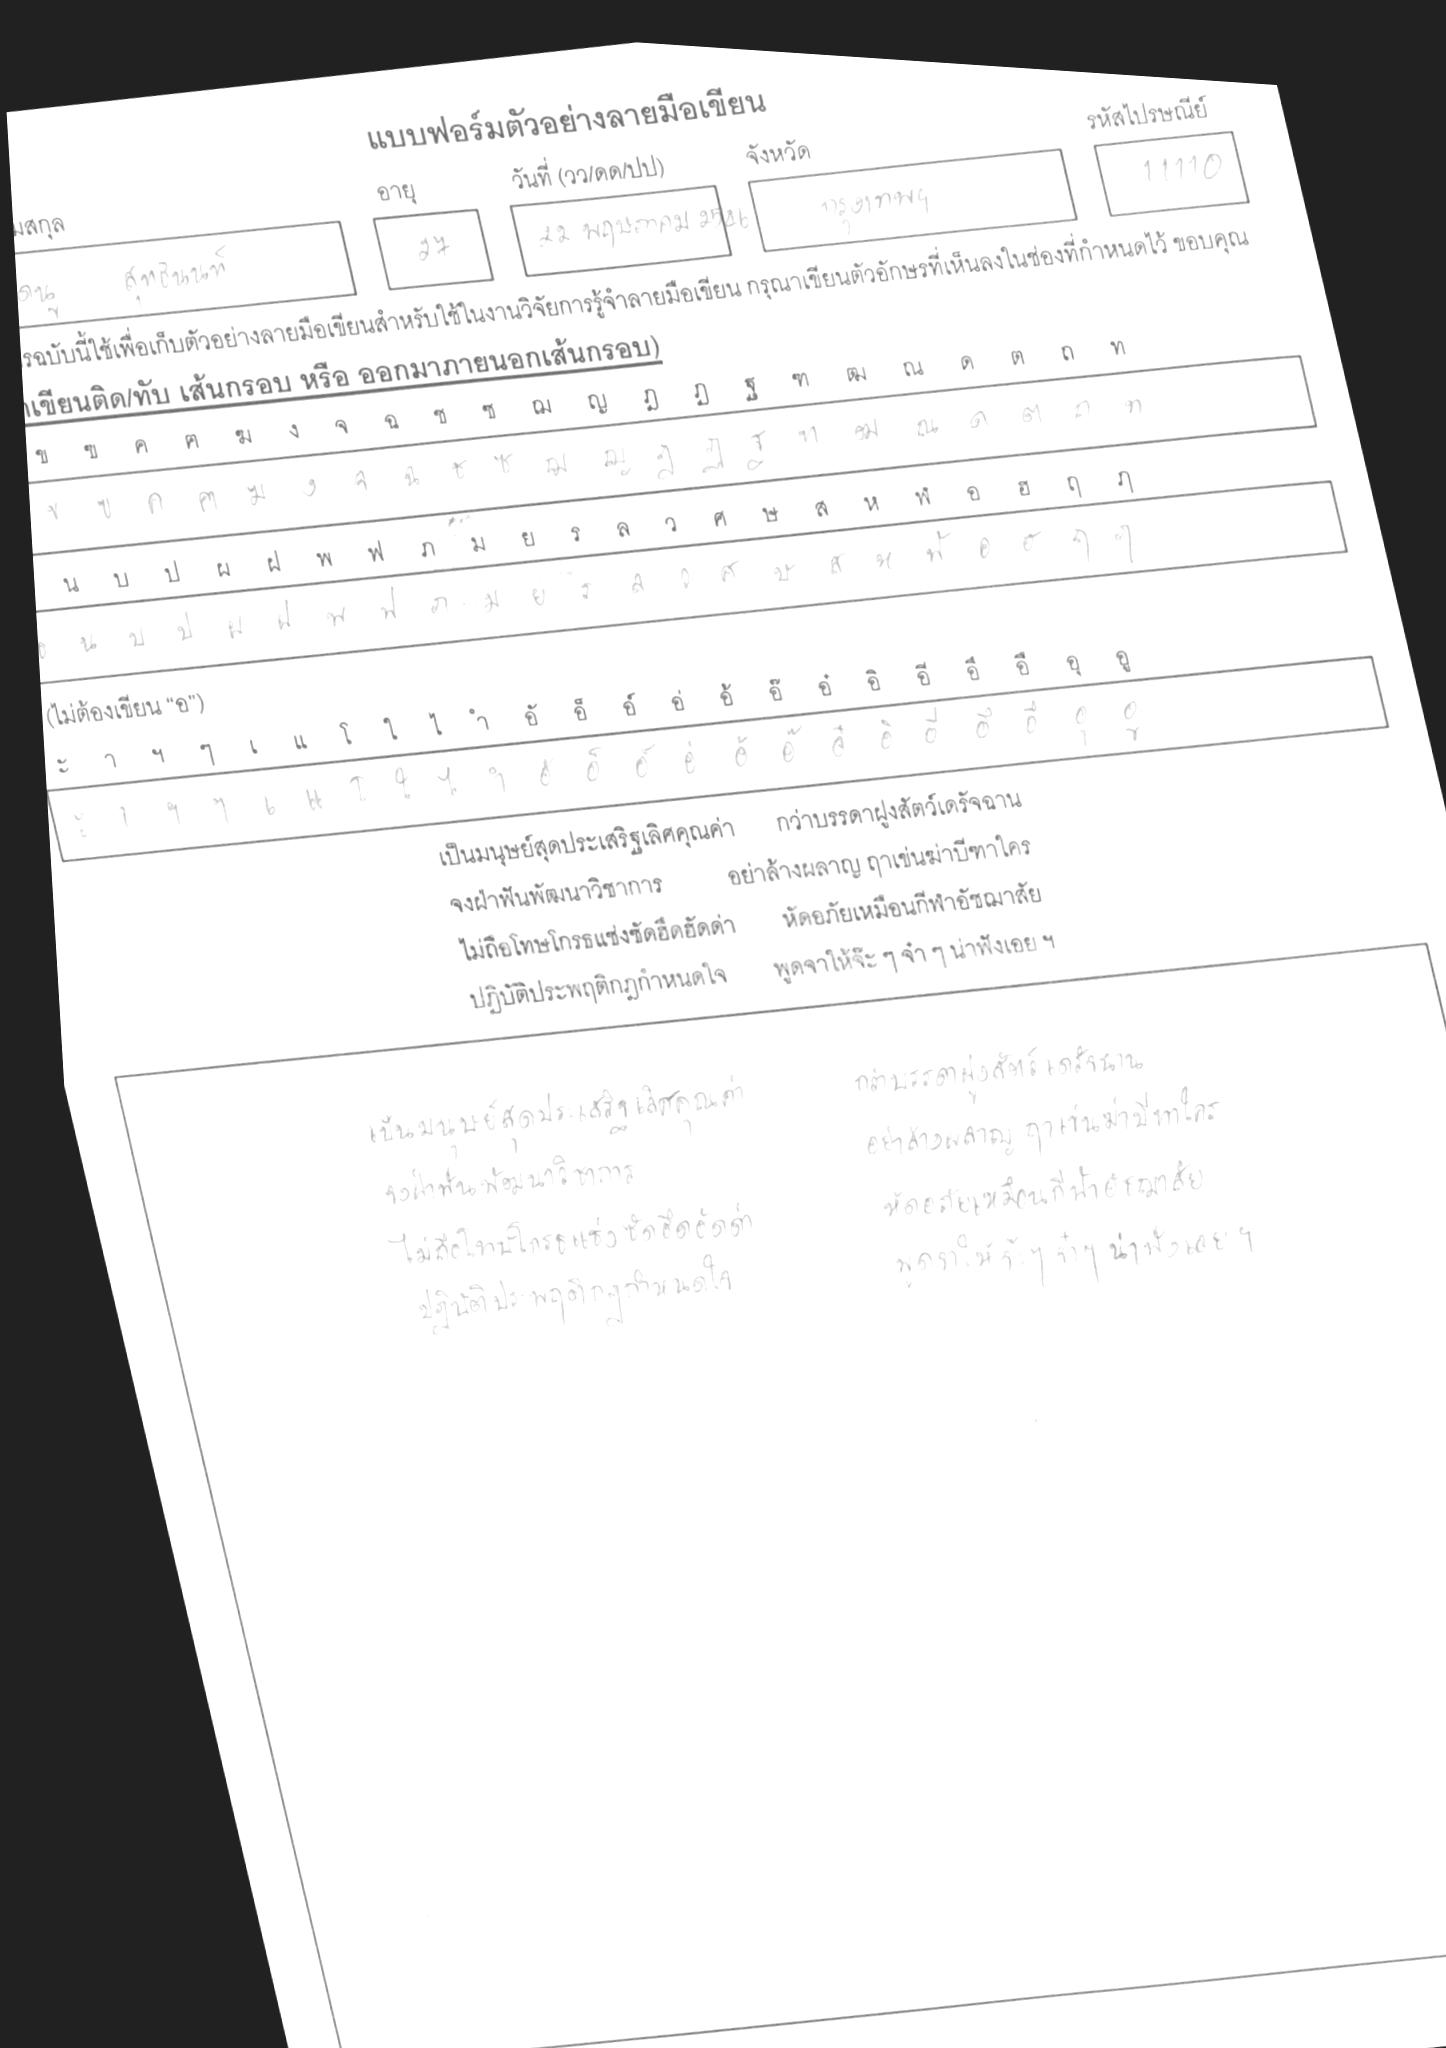 แบบฟอร์มตัวอย่างลายมือเขียน
อายุ วันที่ (วว/ดด/ปป) จังหวัด รหัสไปรษณีย์
27 22 พฤษภาคม กรุงเทพฯ 11110
ฉบับนี้ใช้เพื่อเก็บตัวอย่างลายมือเขียนสำหรับใช้ในงานวิจัยการรู้จำลายมือเขียน กรุณาเขียนตัวอักษรที่เห็นลงในช่องที่กำหนดไว้ ขอบคุณ
เขียนติด/ทับ เส้นกรอบ หรือ ออกมาภายนอกเส้นกรอบ)
ข ฃ ค ฅ ฆ ง จ ฉ ช ซ ฌ ญ ฎ ฏ ฐ ฑ ฒ ณ ด ต ถ ท
ข ฃ ค ฅ ฆ ง จ ฉ ช ซ ฌ ญ ฎ ฏ ฐ ฑ ฒ ณ ด ต ถ ท
น บ ป ผ ฝ พ ฟ ภ ม ย ร ล ว ศ ษ ส ห ฬ อ ฮ ฤ ฦ
น บ ป ผ ฝ พ ฟ ภ ม ย ร ล ว ศ ษ ส ห ฬ อ ฮ ฤ ฦ
(ไม่ต้องเขียน "อ")
ะ า ฯ ๆ เ แ โ ใ ไ ำ อั อ็ อ์ อ่ อ้ อ๊ อ๋ อิ อี อึ อื อุ อู
ะ า ฯ ๆ เ แ โ ใ ไ ำ อั อ็ อ์ อ่ อ้ อ๊ อ๋ อิ อี อึ อื อุ อู
เป็นมนุษย์สุดประเสริฐเลิศคุณค่า กว่าบรรดาฝูงสัตว์เดรัจฉาน
จงฝ่าฟันพัฒนาวิชาการ อย่าล้างผลาญ ฤาเข่นฆ่าบีฑาใคร
ไม่ถือโทษโกรธแช่งซัดฮึดฮัดด่า หัดอภัยเหมือนกีฬาอัชฌาสัย
ปฏิบัติประพฤติกฎกำหนดใจ พูดจาให้จ๊ะ ๆ จ๋า ๆ น่าฟังเอย ฯ
เป็นมนุษย์สุดประเสริฐเลิศคุณค่า กว่าบรรดาฝูงสัตว์เดรัจฉาน
จงฝ่าฟันพัฒนาวิชาการ อย่าล้างผลาญ ฤาเข่นฆ่าบีฑาใคร
ไม่ถือโทษโกรธแช่งซัดฮึดฮัดด่า หัดอภัยเหมือนกีฬาอัชฌาสัย
ปฏิบัติประพฤติกฎกำหนดใจ พูดจาให้จ๊ะๆ จ๋าๆ น่าฟังเอย ฯ